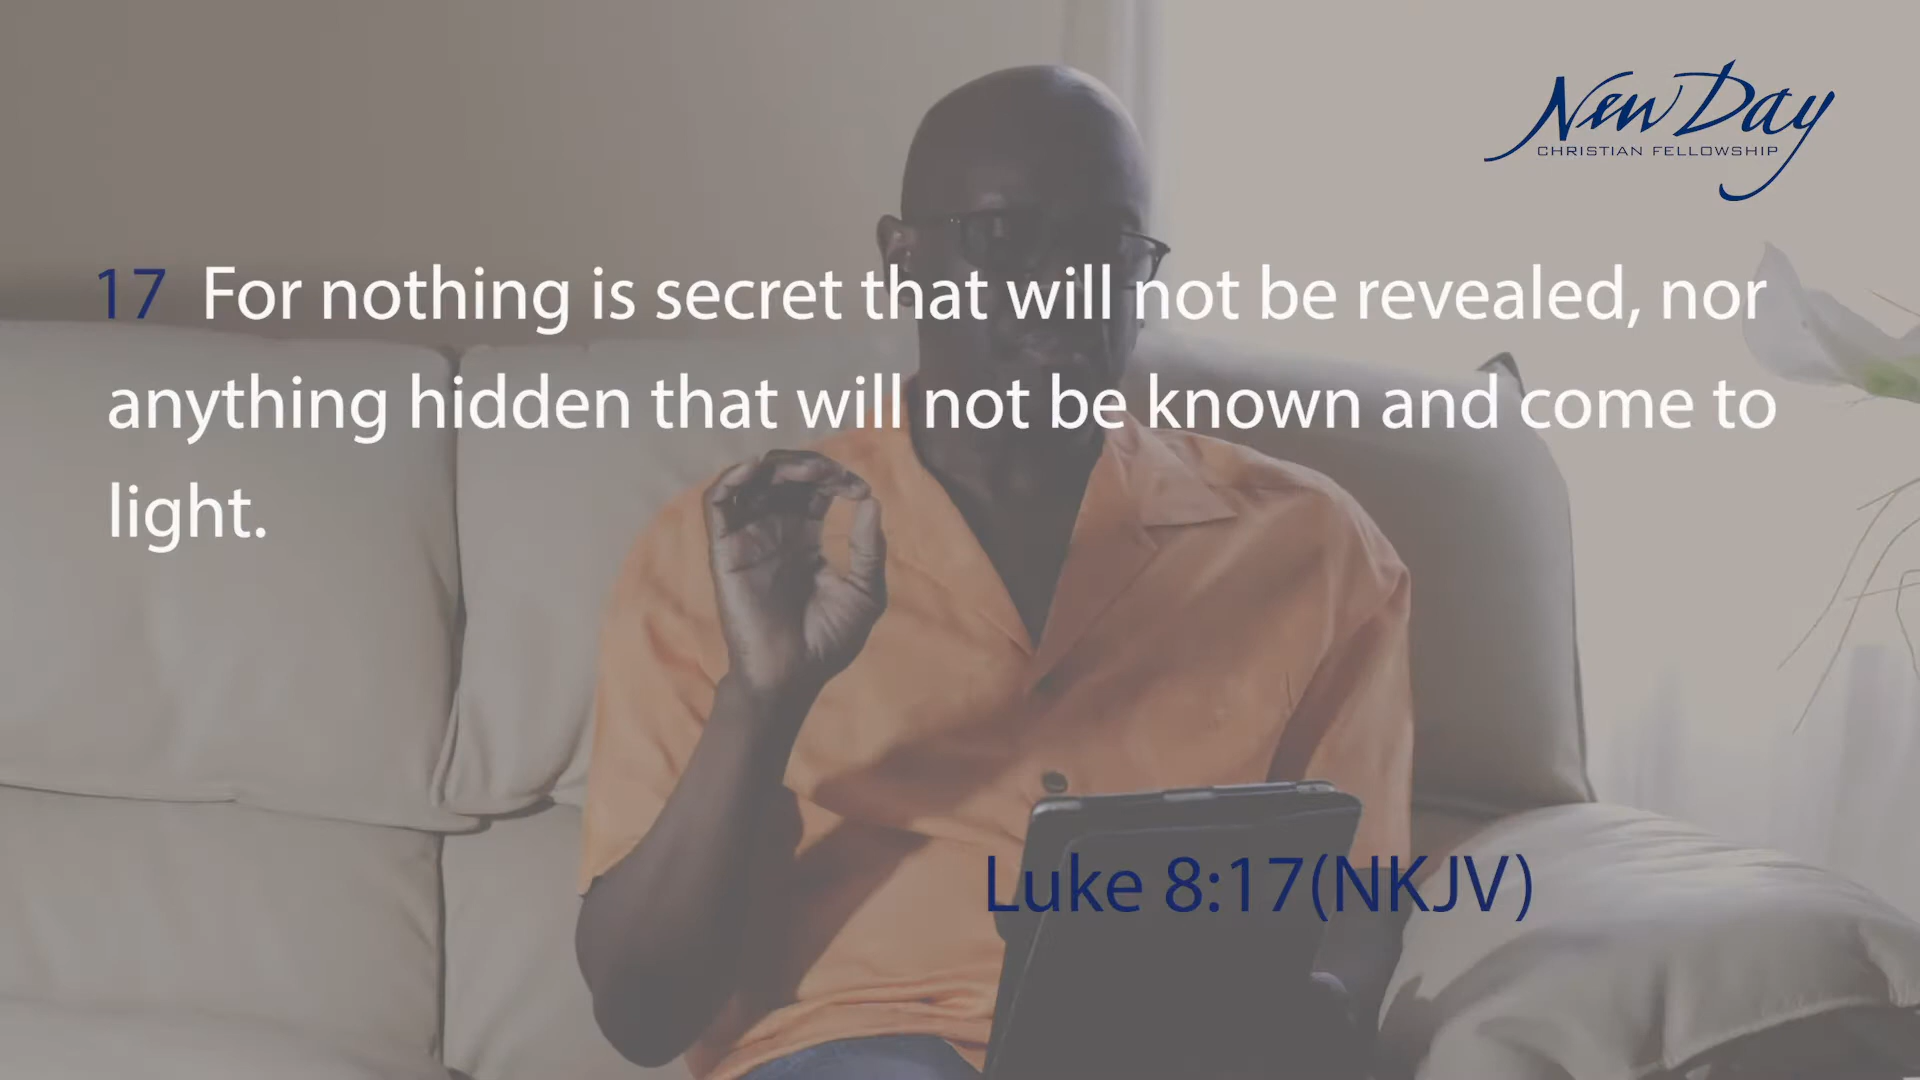 New Day
CHRISTIAN FELLOWSHIP
17 For nothing is secret that will not be revealed, nor
anything hidden that will not be known and come to
light.
Luke 8:17(NKJV)